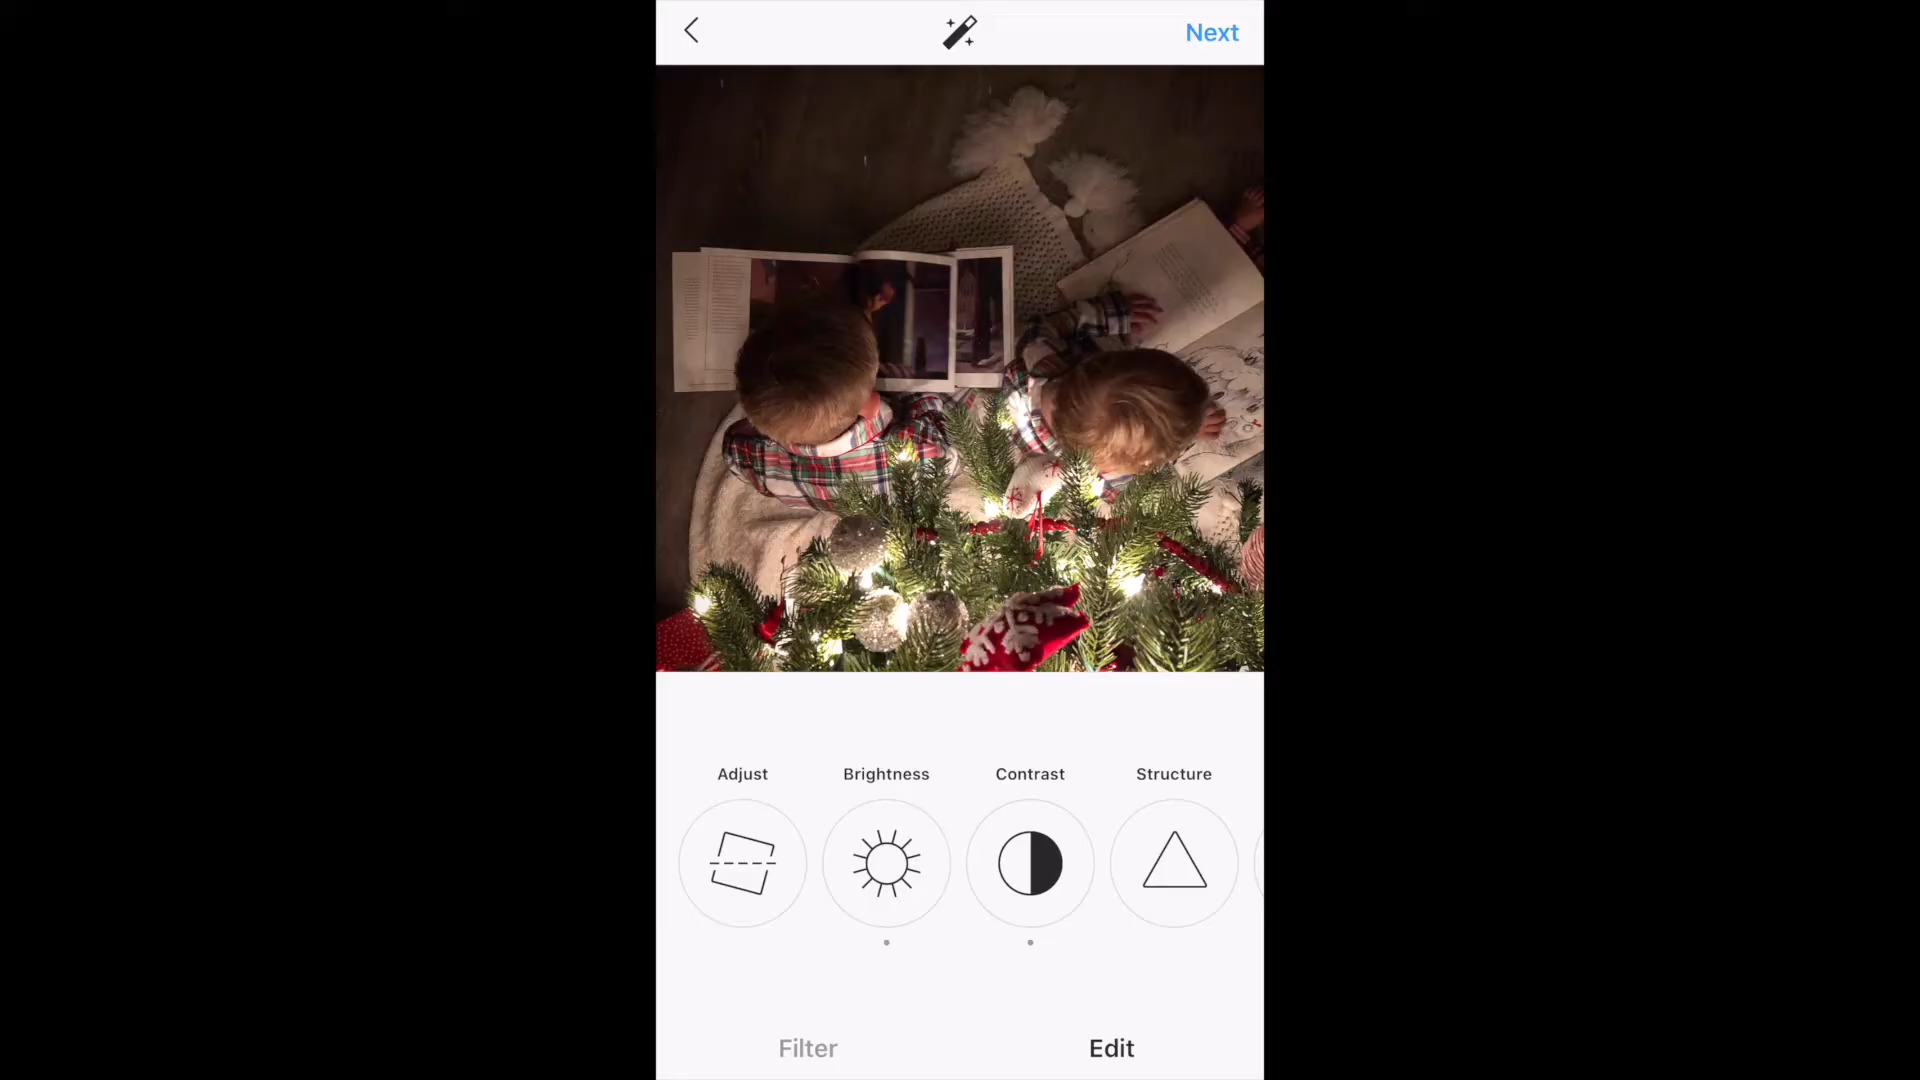 Next
Adjust
Brightness
Contrast
Structure
Filter
Edit